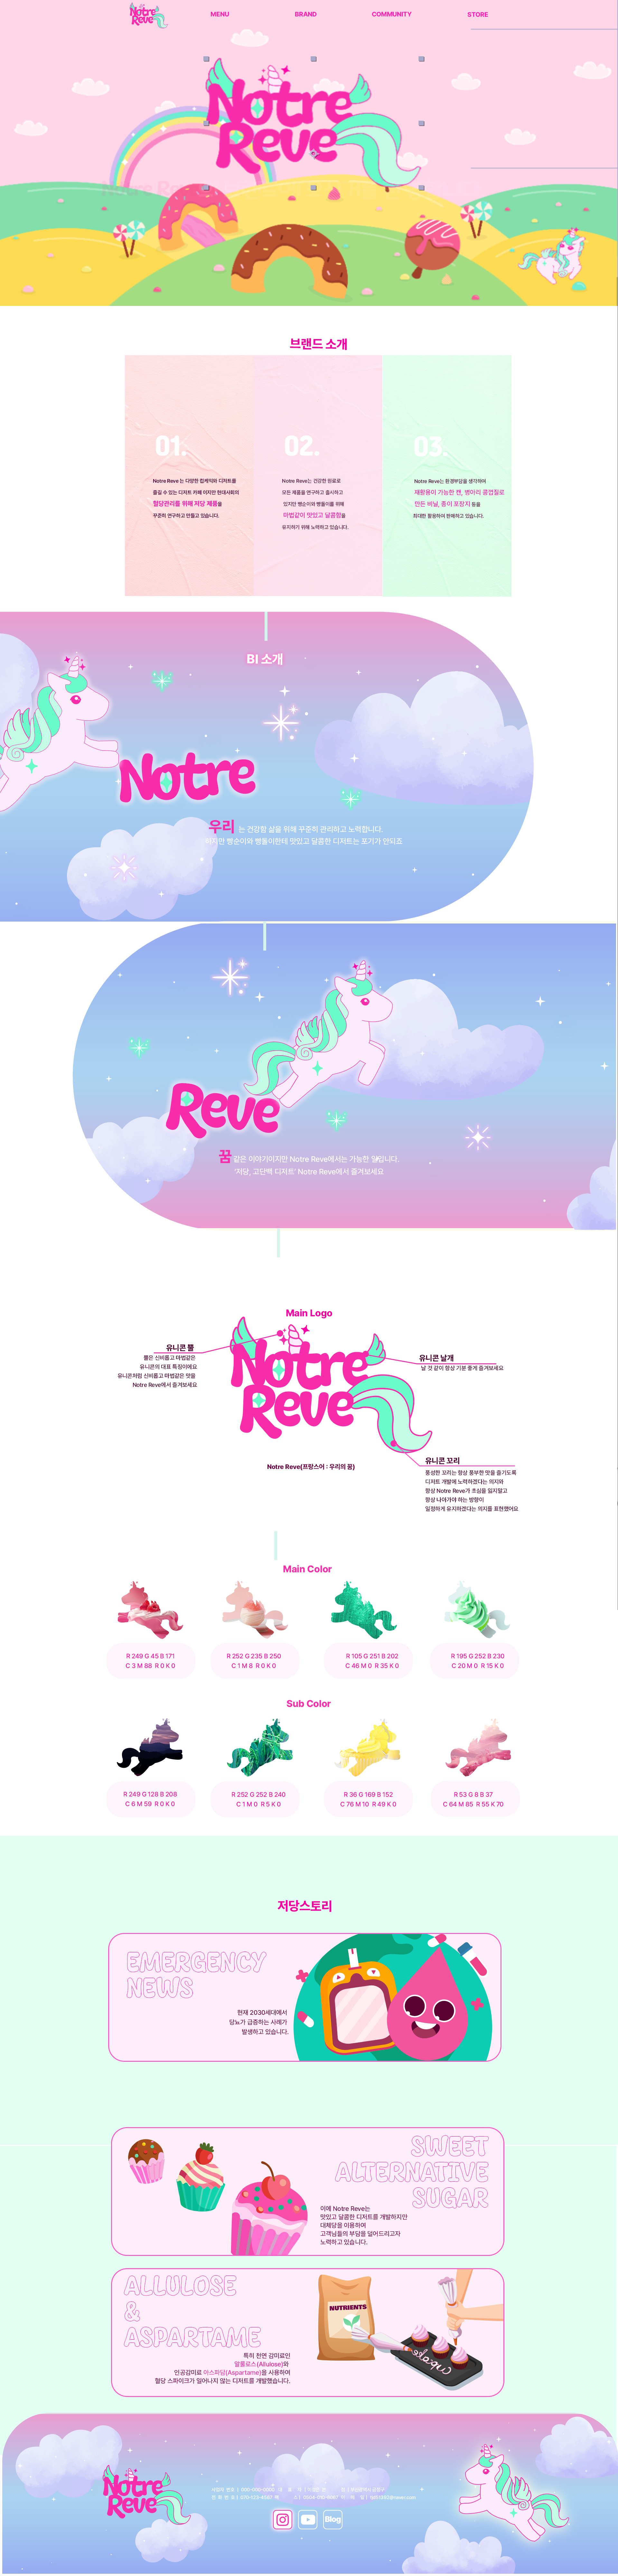 Notre
Reve
MENU
BRAND
COMMUNITY
STORE
Notre
Reve
브랜드 소개
01.
Notre Reve는 다양한 컵케익와 디저트를
즐길 수 있는 디저트 카페 이지만 현대사회의
혈당관리를 위해 저당 제품을
꾸준히 연구하고 만들고 있습니다.
02.
Notre Reve는 건강한 원료로
모든 제품을 연구하고 출시하고
있지만 빵순이와 빵돌이를 위해
마법같이 맛있고 달콤함을
유지하기 위해 노력하고 있습니다.
03.
Notre Reve는 환경부담을 생각하여
재활용이 가능한 캔, 병아리 콩껍질로
만든 비닐, 종이 포장지 등을
최대한 활용하여 판매하고 있습니다.
BI 소개
Notre
우리 는 건강함 삶을 위해 꾸준히 관리하고 노력합니다.
하지만 빵순이와 빵돌이한테 맛있고 달콤한 디저트는 포기가 안되죠
Reve
꿈 같은 이야기이지만 Notre Reve에서는 가능한 일입니다.
'저당, 고단백 디저트' Notre Reve에서 즐겨보세요
Main Logo
Notre
Reve
유니콘 뿔
뿔은 신비롭고 마법같은
유니콘의 대표 특징이에요
유니콘처럼 신비롭고 마법같은 맛을
Notre Reve에서 즐겨보세요
유니콘 날개
날 것 같이 항상 기분 좋게 즐겨보세요
유니콘 꼬리
풍성한 꼬리는 항상 풍부한 맛을 즐기도록
디저트 개발에 노력하겠다는 의지와
항상 Notre Reve가 초심을 잃지말고
항상 나아가야 하는 방향이
일정하게 유지하겠다는 의지를 표현했어요
Notre Reve(프랑스어 : 우리의 꿈)
Main Color
R 249 G 45 B 171
C 3 M 88 R 0 K 0
R 252 G 235 B 250
C 1 M 8 R 0 K 0
R 105 G 251 B 202
C 46 M 0 R 35 K 0
R 195 G 252 B 230
C 20 M 0 R 15 K 0
Sub Color
R 249 G 128 B 208
C 6 M 59 R 0 K 0
R 252 G 252 B 240
C 1 M 0 R 5 K 0
R 36 G 169 B 152
C 76 M 10 R 49 K 0
R 53 G 8 B 37
C 64 M 85 R 55 K 70
저당스토리
EMERGENCY
NEWS
현재 2030세대에서
당뇨가 급증하는 사례가
발생하고 있습니다.
SWEET
ALTERNATIVE
SUGAR
이에 Notre Reve는
맛있고 달콤한 디저트를 개발하지만
대체당을 이용하여
고객님들의 부담을 덜어드리고자
노력하고 있습니다.
ALLULOSE
&
ASPARTAME
특히 천연 감미료인
알룰로스(Allulose)와
인공감미료 아스파탐(Aspartame)을 사용하여
혈당 스파이크가 일어나지 않는 디저트를 개발했습니다.
NUTRIENTS
Notre
Reve
Blog